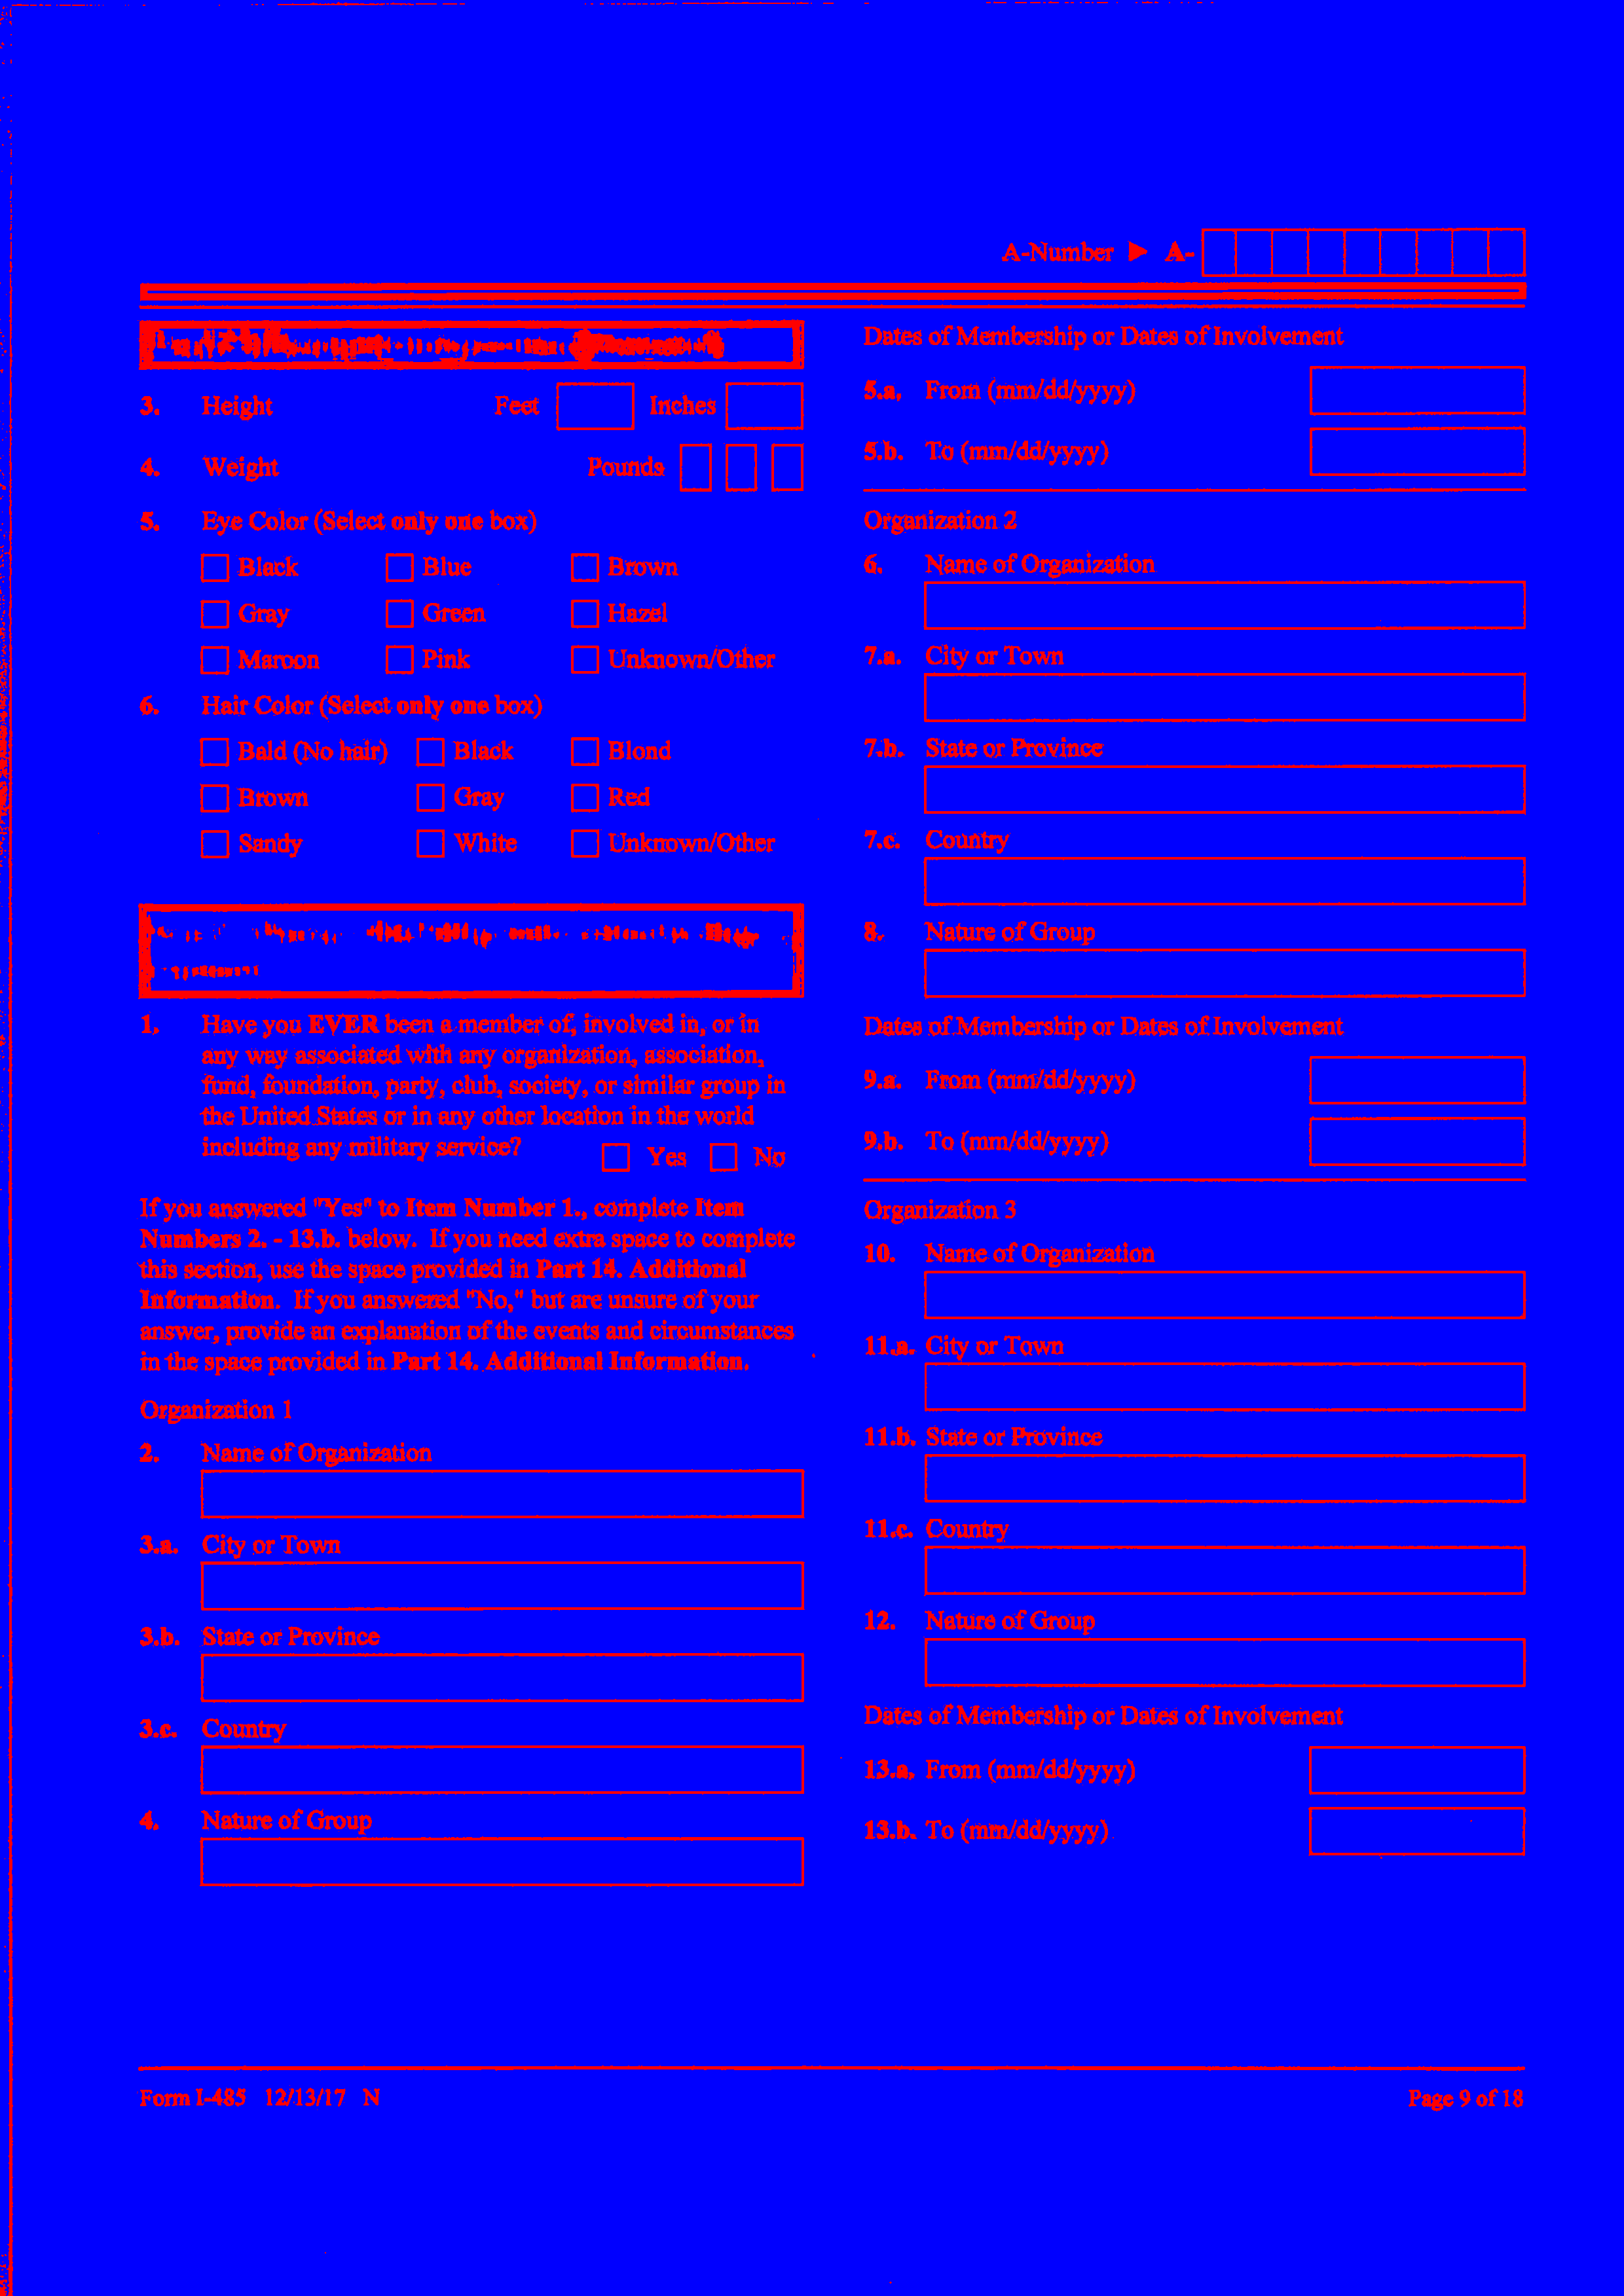 A-Number ► A-
3. Height Feet Inches
4. Weight Pounds
5. Eye Color (Select only one box)
Black Blue Brown
Gray Green Hazel
Maroon Pink Unknown/Other
6. Hair Color (Select only one box)
Bald (No hair) Black Blond
Brown Gray Red
Sandy White Unknown/Other
1. Have you EVER been a member of, involved in, or in
any way associated with any organization, association,
fund, foundation, party, club, society, or similar group in
the United States or in any other location in the world
including any military service? Yes No
If you answered "Yes" to Item Number 1., complete Item
Numbers 2. - 13.b. below. If you need extra space to complete
this section, use the space provided in Part 14. Additional
Information. If you answered "No," but are unsure of your
answer, provide an explanation of the events and circumstances
in the space provided in Part 14. Additional Information.
Organization 1
2. Name of Organization
3.a. City or Town
3.b. State or Province
3.c. Country
4. Nature of Group
Dates of Membership or Dates of Involvement
5.a. From (mm/dd/yyyy)
5.b. To (mm/dd/yyyy)
Organization 2
6. Name of Organization
7.a. City or Town
7.b. State or Province
7.c. Country
8. Nature of Group
Dates of Membership or Dates of Involvement
9.a. From (mm/dd/yyyy)
9.b. To (mm/dd/yyyy)
Organization 3
10. Name of Organization
11.a. City or Town
11.b. State or Province
11.c. Country
12. Nature of Group
Dates of Membership or Dates of Involvement
13.a. From (mm/dd/yyyy)
13.b. To (mm/dd/yyyy)
Form I-485 12/13/17 N Page 9 of 18